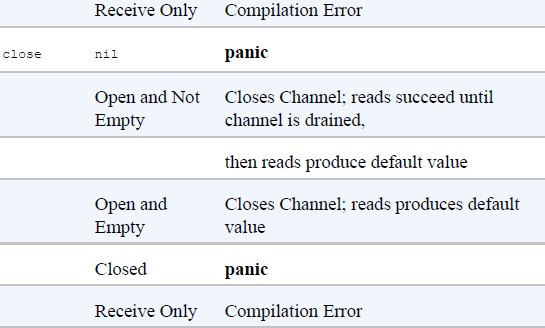 Receive Only Compilation Error
close nil panic
Open and Not Closes Channel; reads succeed until
Empty channel is drained,
then reads produce default value
Open and Closes Channel; reads produces default
Empty value
Closed panic
Receive Only Compilation Error